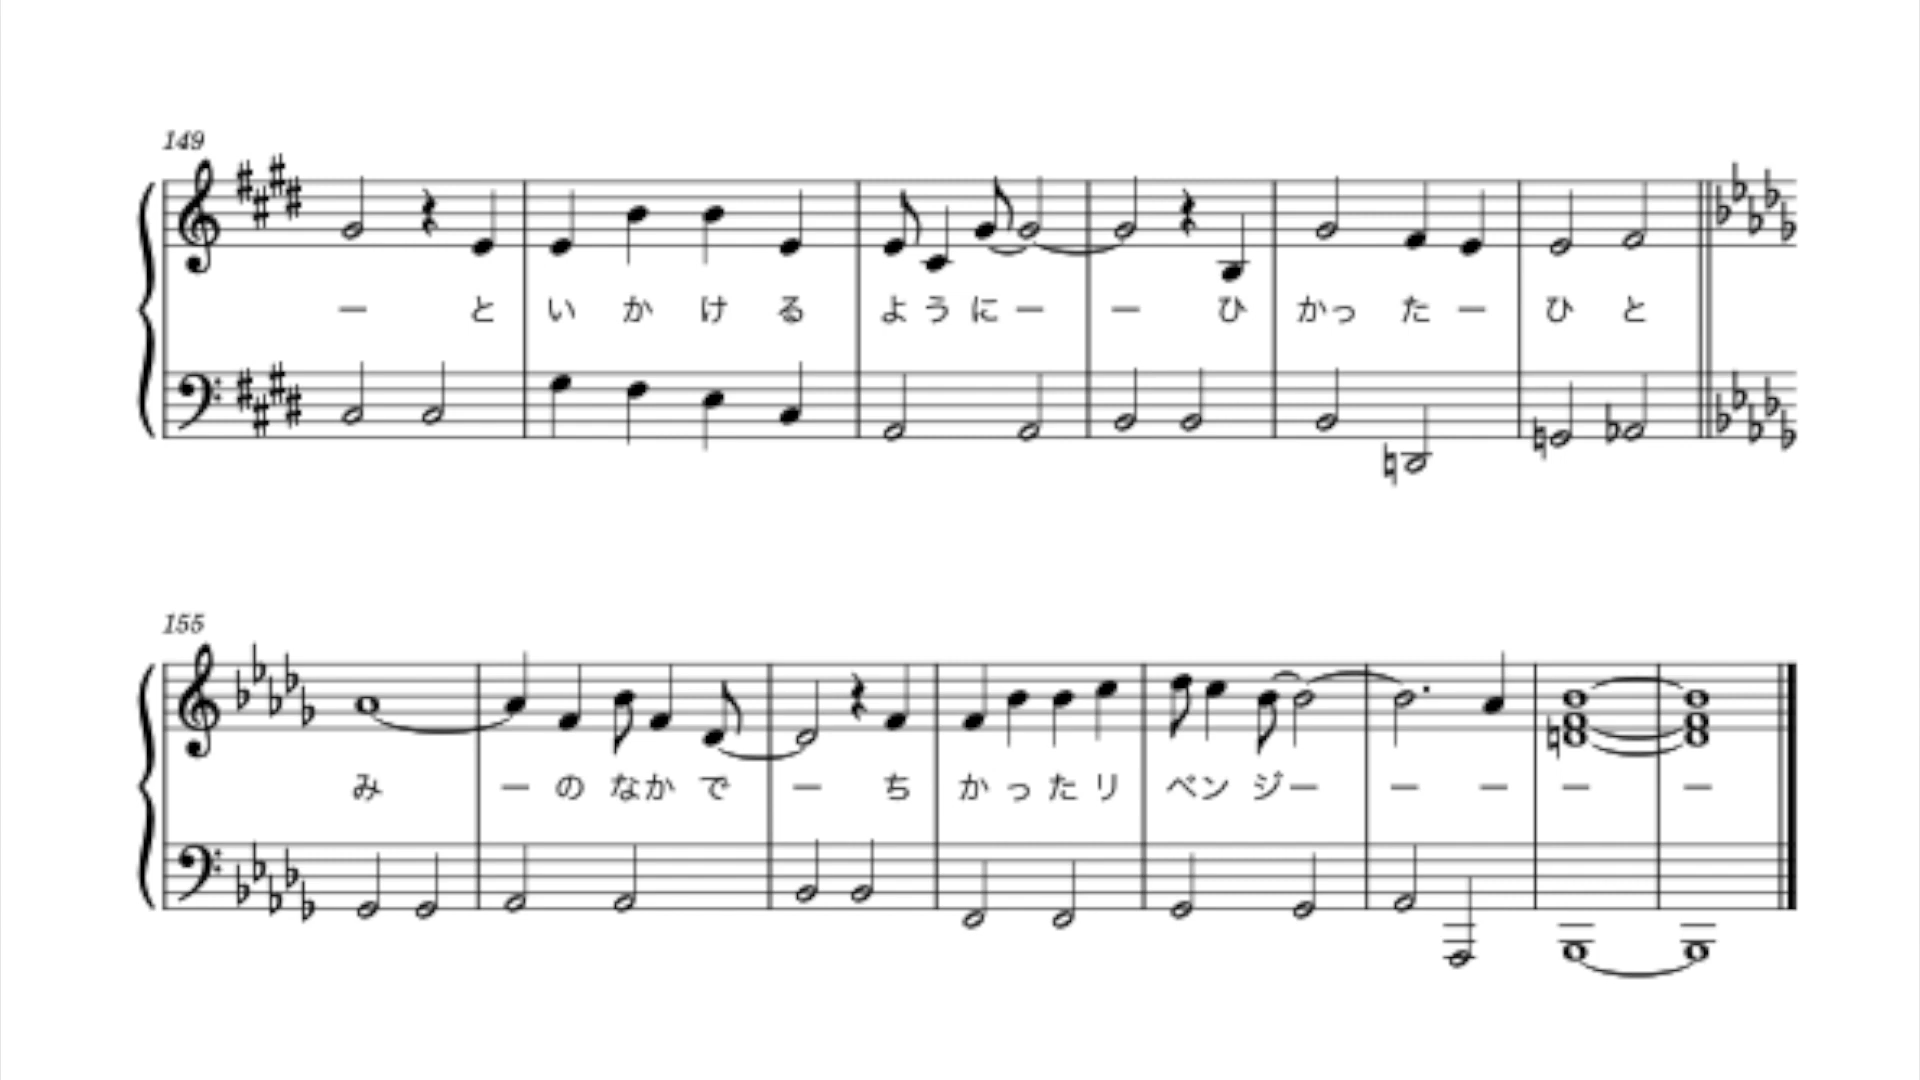 149
ー と い か け る よ う に ー ー ひ かっ た ー ひ と
155
み ー の な か で ー ち か っ た リ ベン ジ ー ー ー ー ー